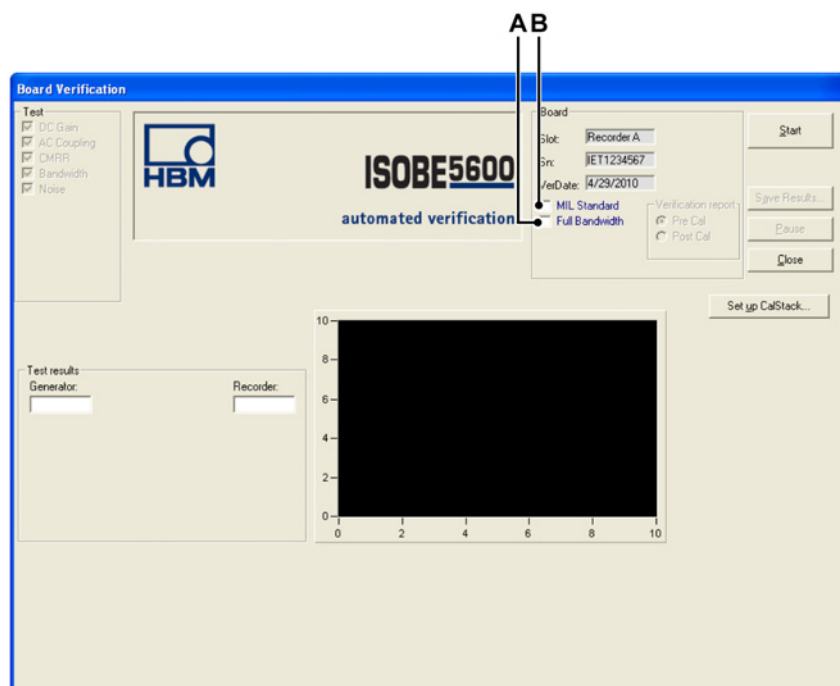 A B
Board Verification
Test
DC Gain
AC Coupling
CMRR
Bandwidth
Noise
HBM
ISOBE5600
automated verification
Board
Slot: Recorder A
Sn: IET1234567
VerDate: 4/29/2010
MIL Standard
Full Bandwidth
Verification report
Pre Cal
Post Cal
Start
Save Results...
Pause
Close
Set up CalStack...
Test results
Generator:
Recorder:
10
8
6
4
2
0
0 2 4 6 8 10